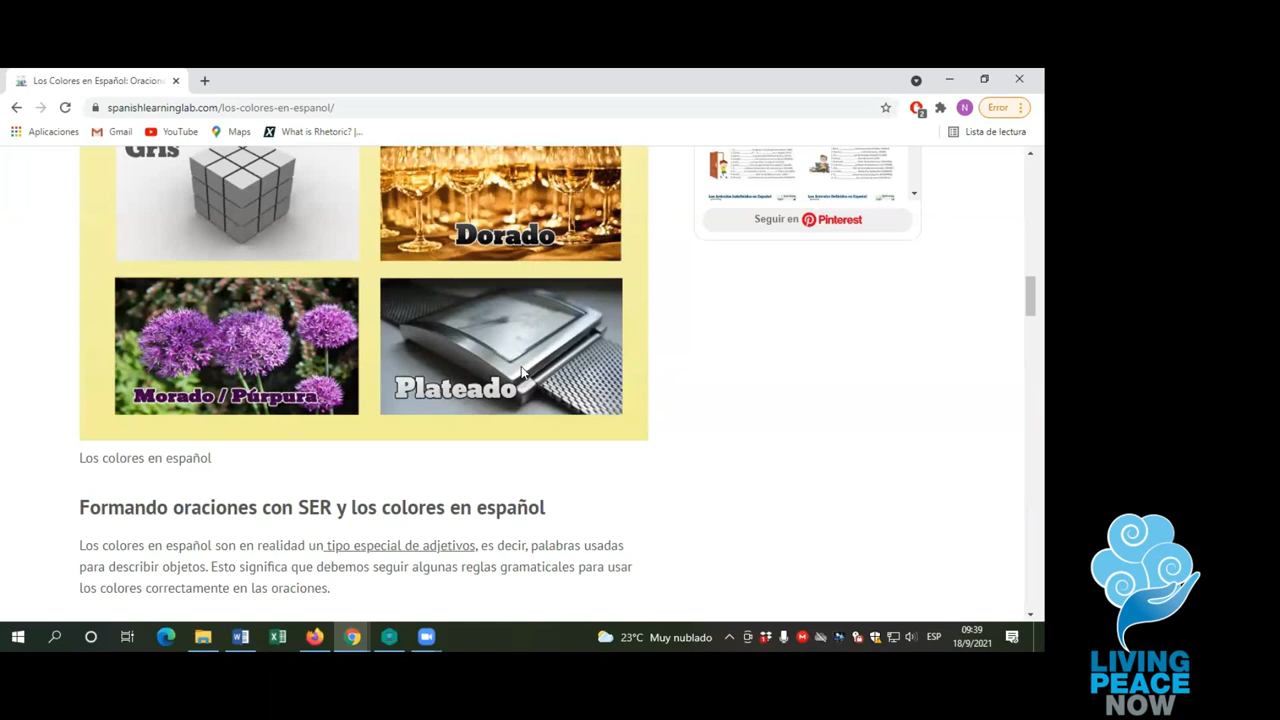 Los Colores en Español: Oracion
spanishlearninglab.com/los-colores-en-espanol/
Error
Aplicaciones
Gmail
YouTube
Maps
What is Rhetoric? |...
Lista de lectura
Gris
Dorado
Morado / Púrpura
Plateado
Seguir en Pinterest
Los colores en español
Formando oraciones con SER y los colores en español
Los colores en español son en realidad un tipo especial de adjetivos, es decir, palabras usadas
para describir objetos. Esto significa que debemos seguir algunas reglas gramaticales para usar
los colores correctamente en las oraciones.
23°C Muy nublado
ESP
09:39
18/9/2021
LIVING
PEACE
NOW